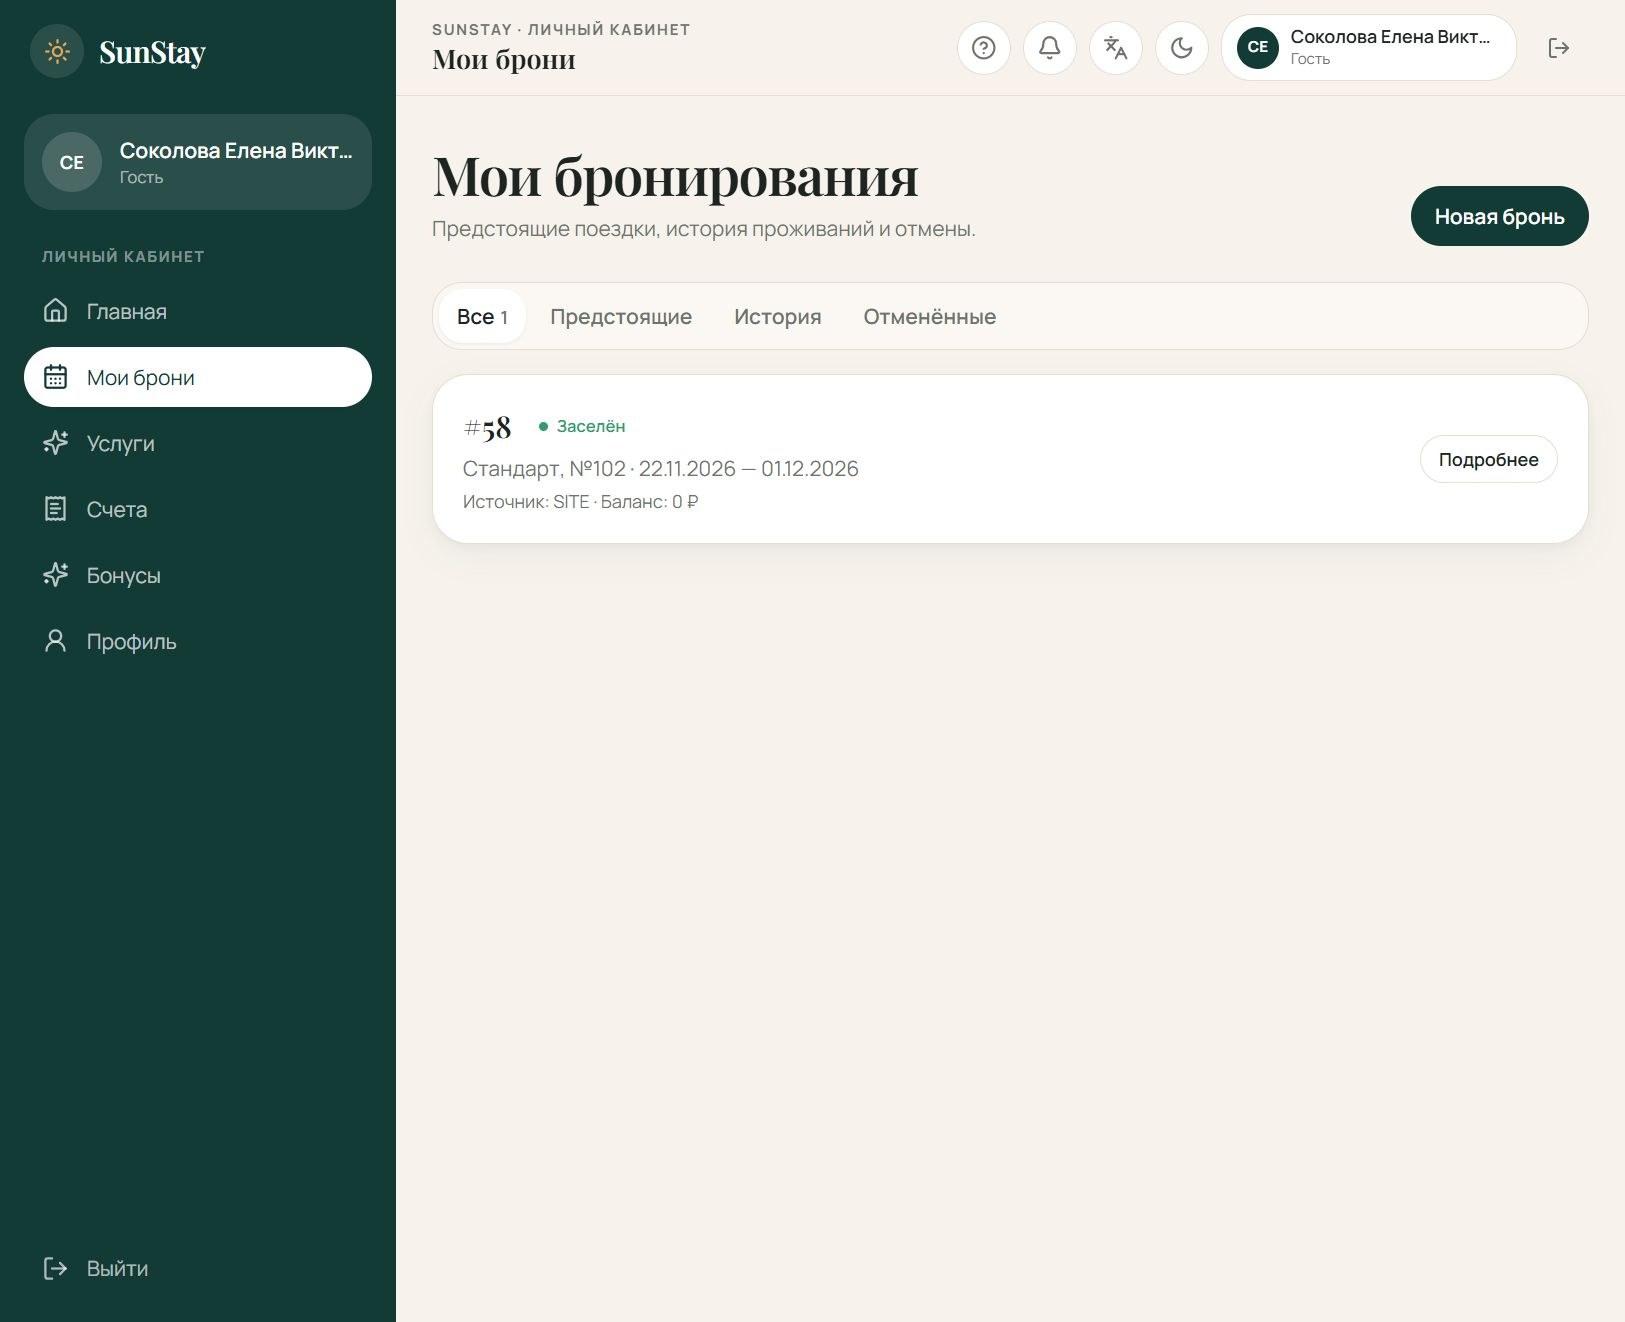 SunStay
СЕ
Соколова Елена Викт...
Гость
ЛИЧНЫЙ КАБИНЕТ
Главная
Мои брони
Услуги
Счета
Бонусы
Профиль
Выйти
SUNSTAY · ЛИЧНЫЙ КАБИНЕТ
Мои брони
СЕ
Соколова Елена Викт...
Гость
Мои бронирования
Предстоящие поездки, история проживаний и отмены.
Новая бронь
Все 1 Предстоящие История Отменённые
#58 Заселён
Стандарт, №102 · 22.11.2026 — 01.12.2026
Источник: SITE · Баланс: 0 ₽
Подробнее